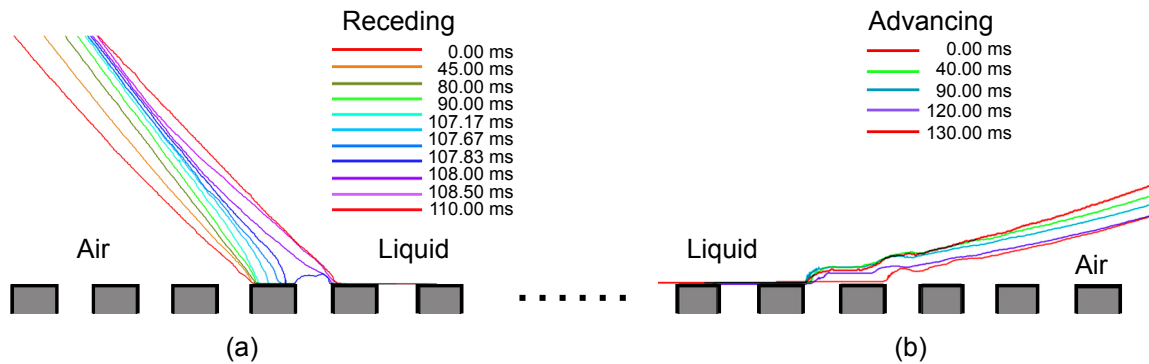 Receding
0.00 ms
45.00 ms
80.00 ms
90.00 ms
107.17 ms
107.67 ms
107.83 ms
108.00 ms
108.50 ms
110.00 ms
Air
Liquid
(a)
Advancing
0.00 ms
40.00 ms
90.00 ms
120.00 ms
130.00 ms
Liquid
Air
(b)